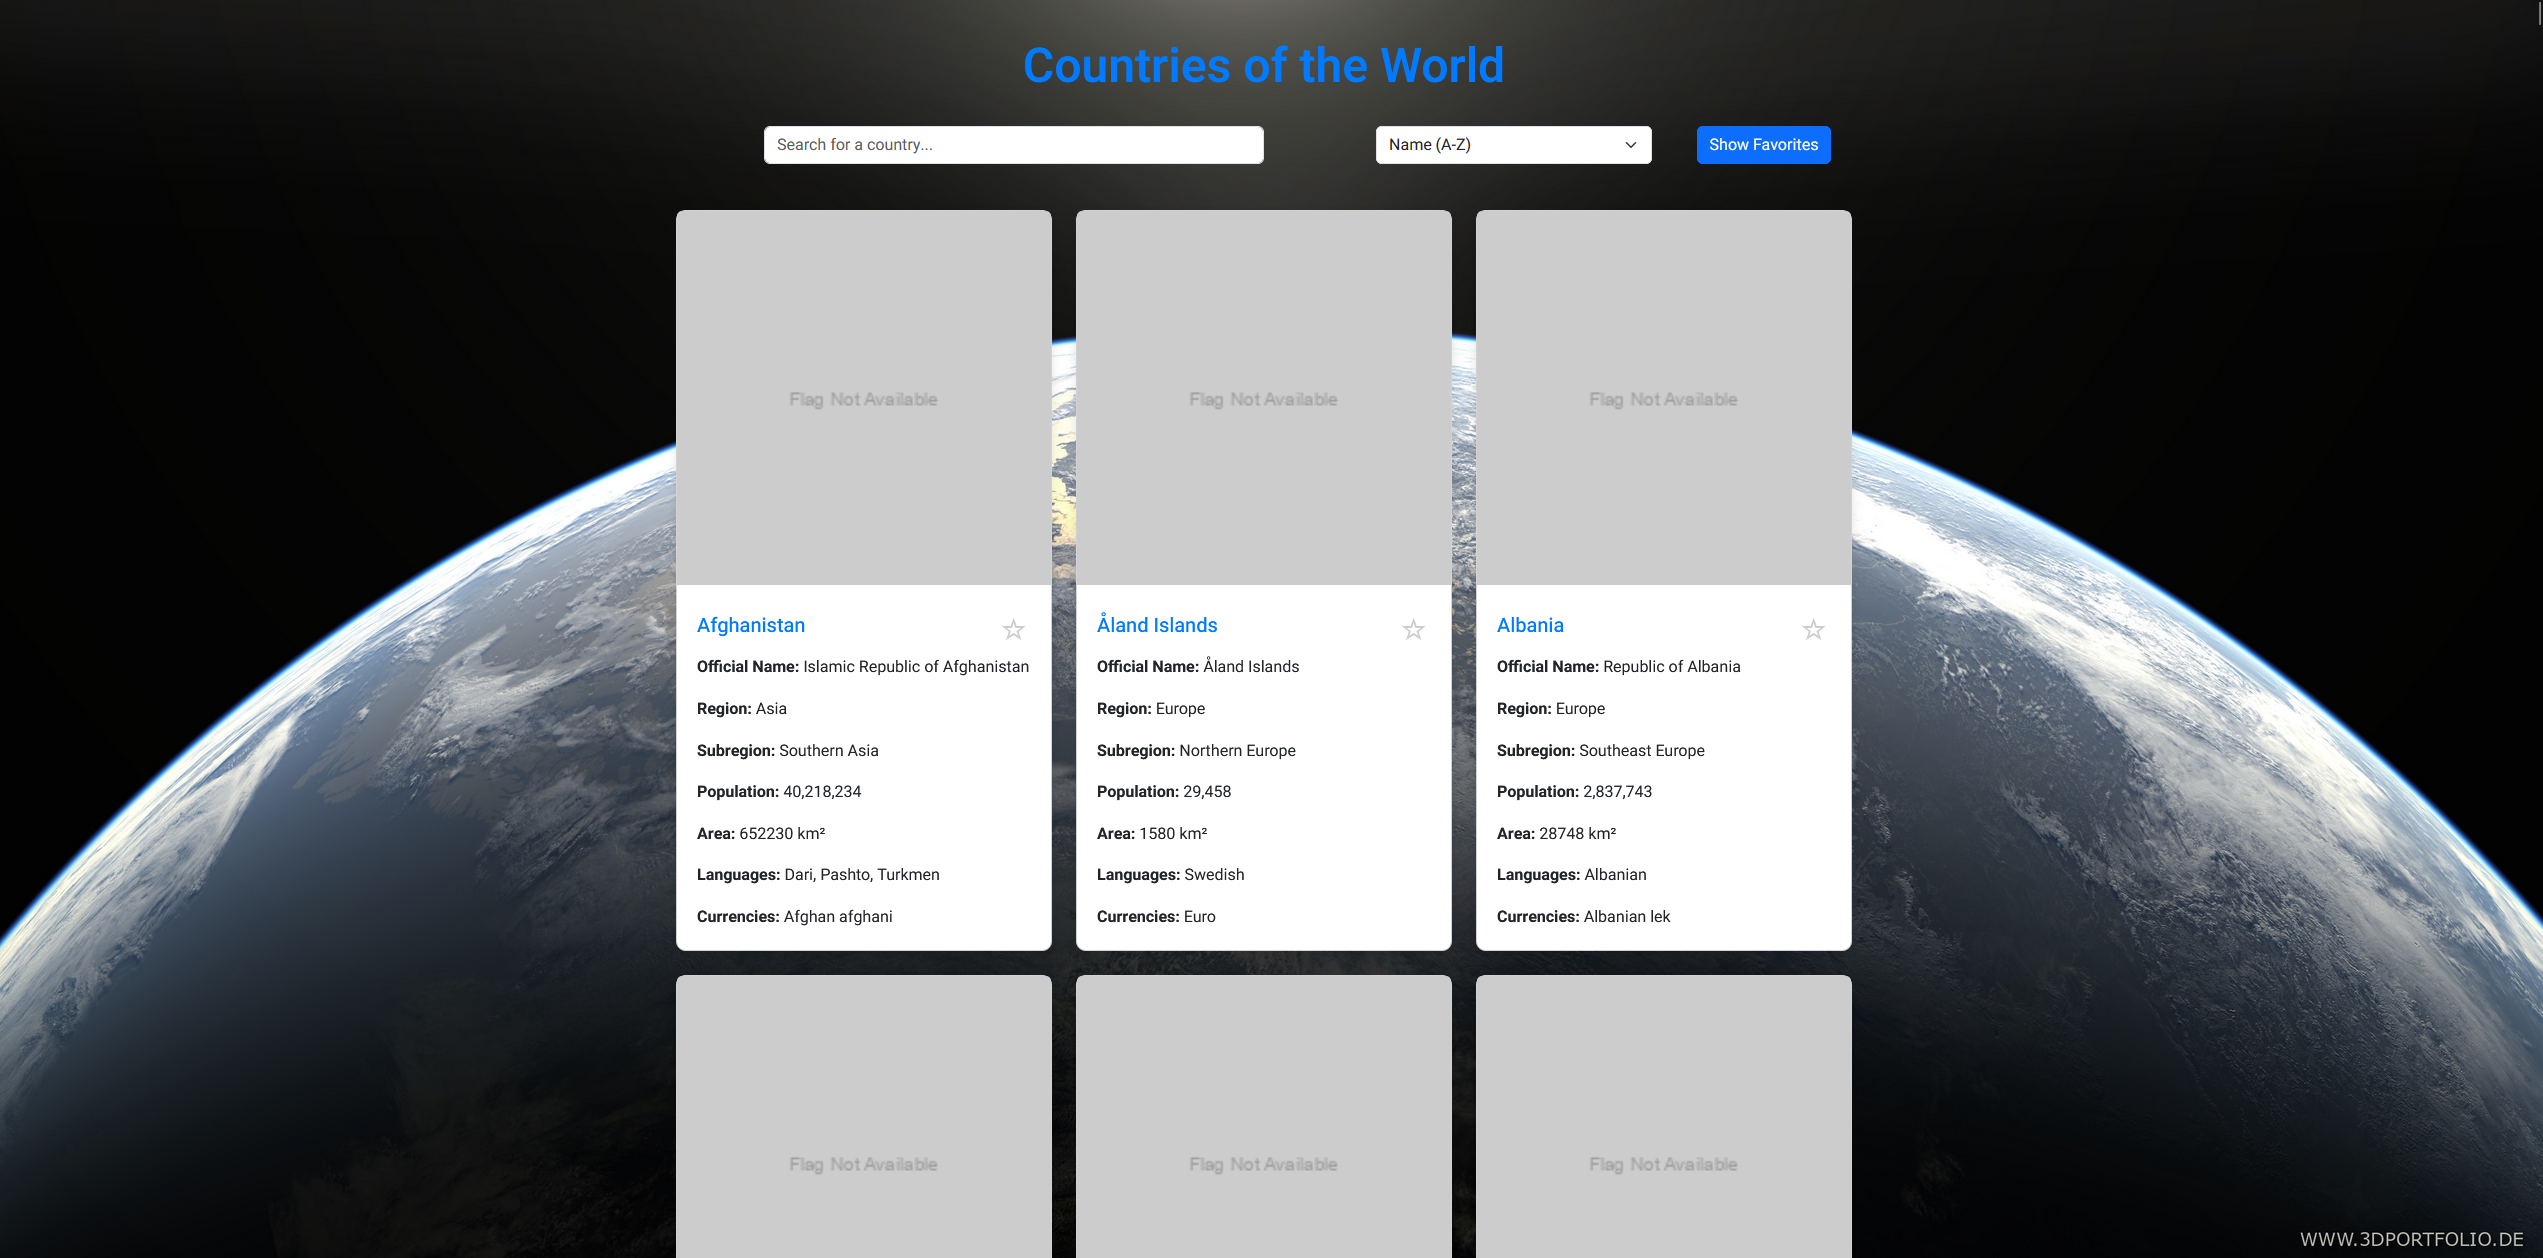 Countries of the World
Search for a country...
Name (A-Z)
Show Favorites
Flag Not Available
Flag Not Available
Flag Not Available
Afghanistan
Official Name: Islamic Republic of Afghanistan
Region: Asia
Subregion: Southern Asia
Population: 40,218,234
Area: 652230 km²
Languages: Dari, Pashto, Turkmen
Currencies: Afghan afghani
Åland Islands
Official Name: Åland Islands
Region: Europe
Subregion: Northern Europe
Population: 29,458
Area: 1580 km²
Languages: Swedish
Currencies: Euro
Albania
Official Name: Republic of Albania
Region: Europe
Subregion: Southeast Europe
Population: 2,837,743
Area: 28748 km²
Languages: Albanian
Currencies: Albanian lek
Flag Not Available
Flag Not Available
Flag Not Available
WWW.3DPORTFOLIO.DE